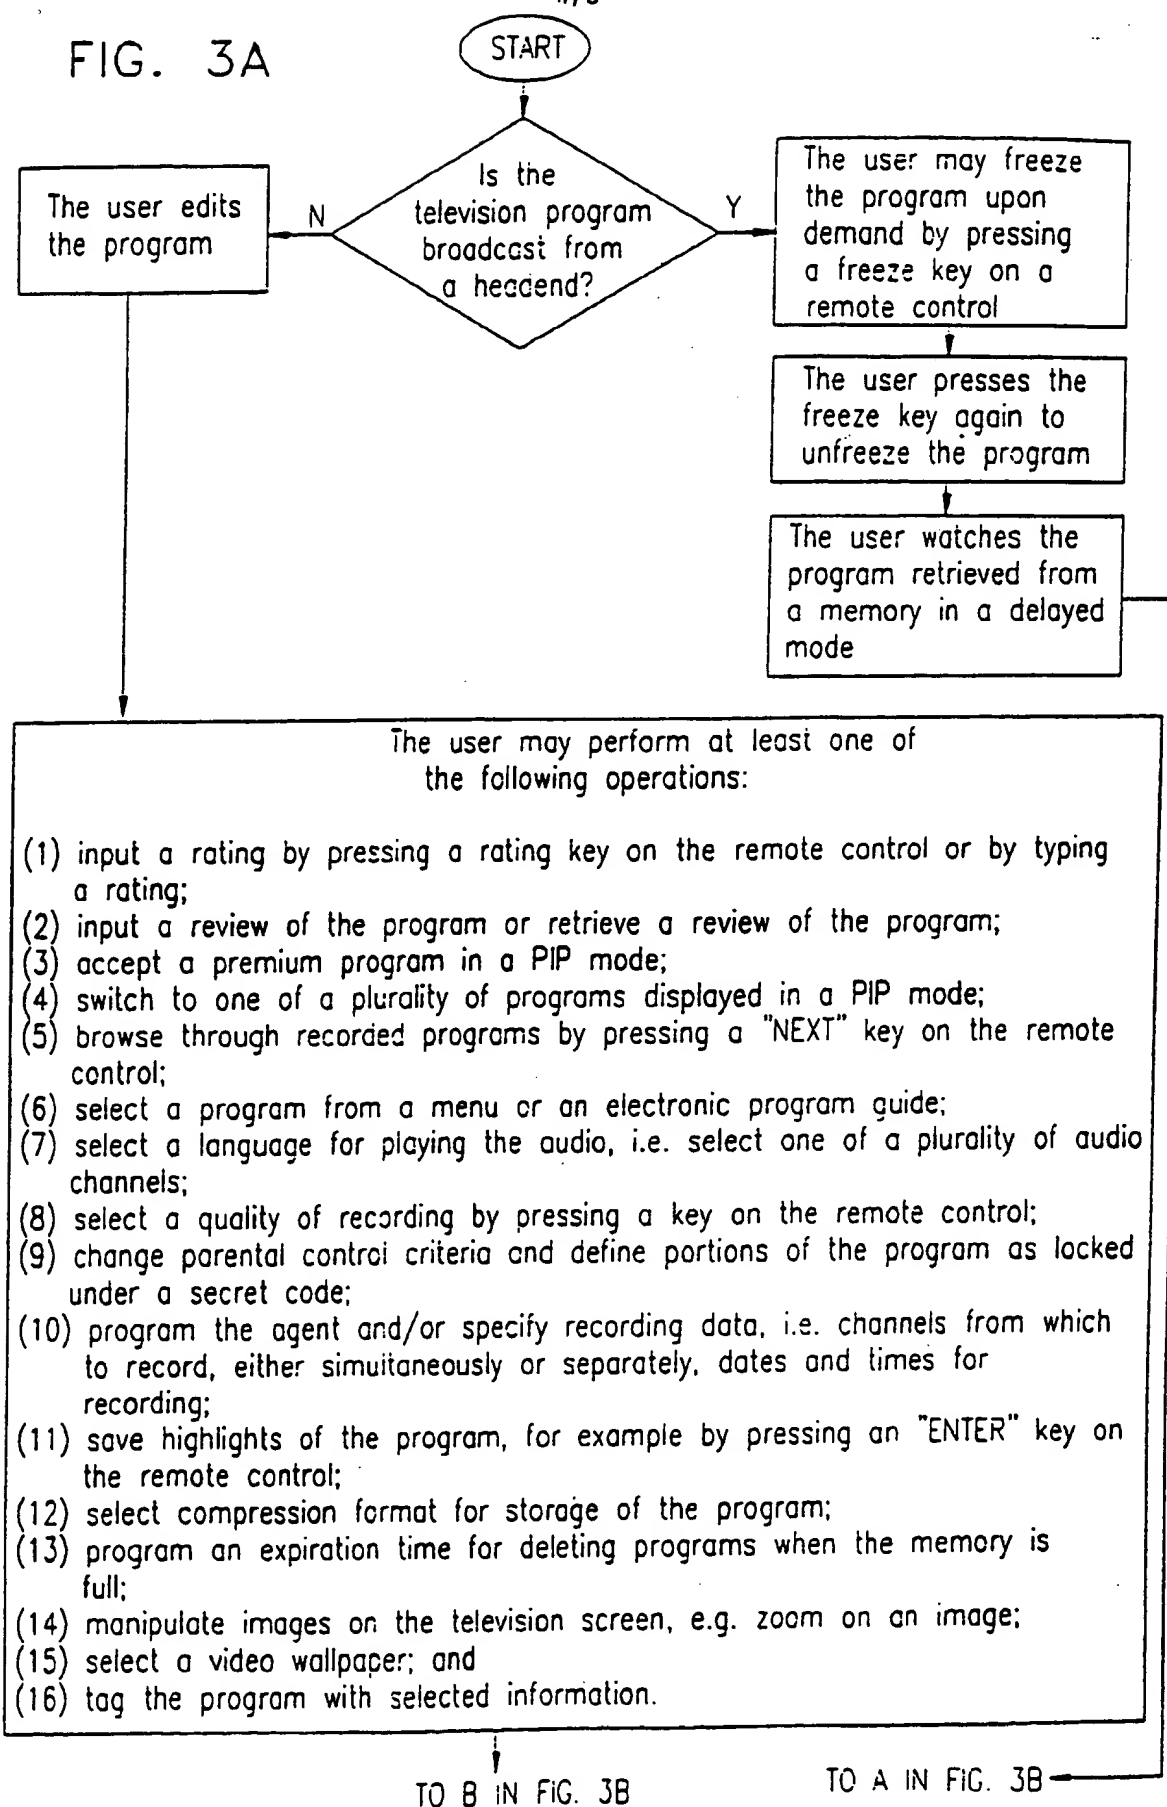 FIG. 3A
START
Is the
television program
broadcast from
a headend?
N
Y
The user edits
the program
The user may freeze
the program upon
demand by pressing
a freeze key on a
remote control
The user presses the
freeze key again to
unfreeze the program
The user watches the
program retrieved from
a memory in a delayed
mode
The user may perform at least one of
the following operations:
(1) input a rating by pressing a rating key on the remote control or by typing
a rating;
(2) input a review of the program or retrieve a review of the program;
(3) accept a premium program in a PIP mode;
(4) switch to one of a plurality of programs displayed in a PIP mode;
(5) browse through recorded programs by pressing a "NEXT" key on the remote
control;
(6) select a program from a menu or an electronic program guide;
(7) select a language for playing the audio, i.e. select one of a plurality of audio
channels;
(8) select a quality of recording by pressing a key on the remote control;
(9) change parental control criteria and define portions of the program as locked
under a secret code;
(10) program the agent and/or specify recording data, i.e. channels from which
to record, either simultaneously or separately, dates and times for
recording;
(11) save highlights of the program, for example by pressing an "ENTER" key on
the remote control;
(12) select compression format for storage of the program;
(13) program an expiration time for deleting programs when the memory is
full;
(14) manipulate images on the television screen, e.g. zoom on an image;
(15) select a video wallpaper; and
(16) tag the program with selected information.
TO B IN FIG. 3B
TO A IN FIG. 3B